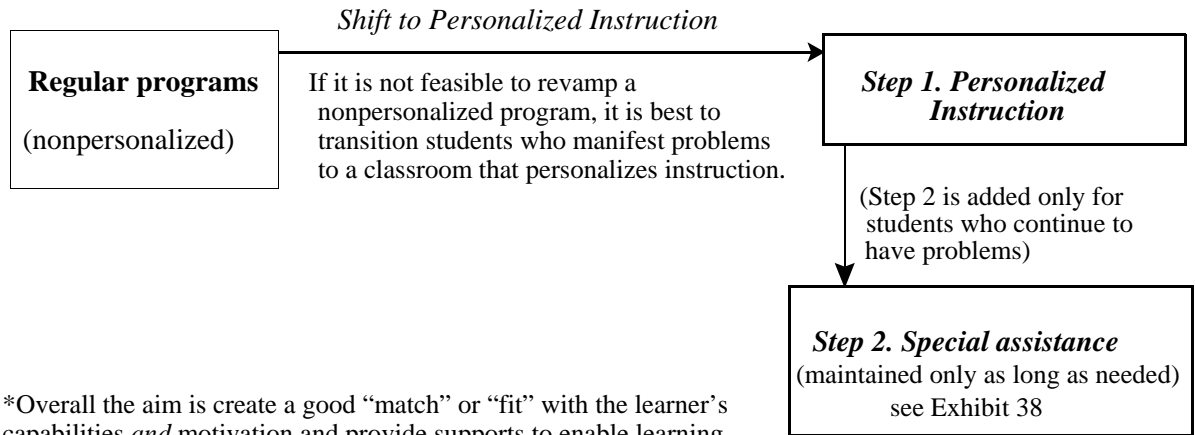 Shift to Personalized Instruction
Regular programs
(nonpersonalized)
If it is not feasible to revamp a
nonpersonalized program, it is best to
transition students who manifest problems
to a classroom that personalizes instruction.
Step 1. Personalized
Instruction
(Step 2 is added only for
students who continue to
have problems)
Step 2. Special assistance
(maintained only as long as needed)
see Exhibit 38
*Overall the aim is create a good “match” or “fit” with the learner’s
capabilities and motivation and provide supports to enable learning